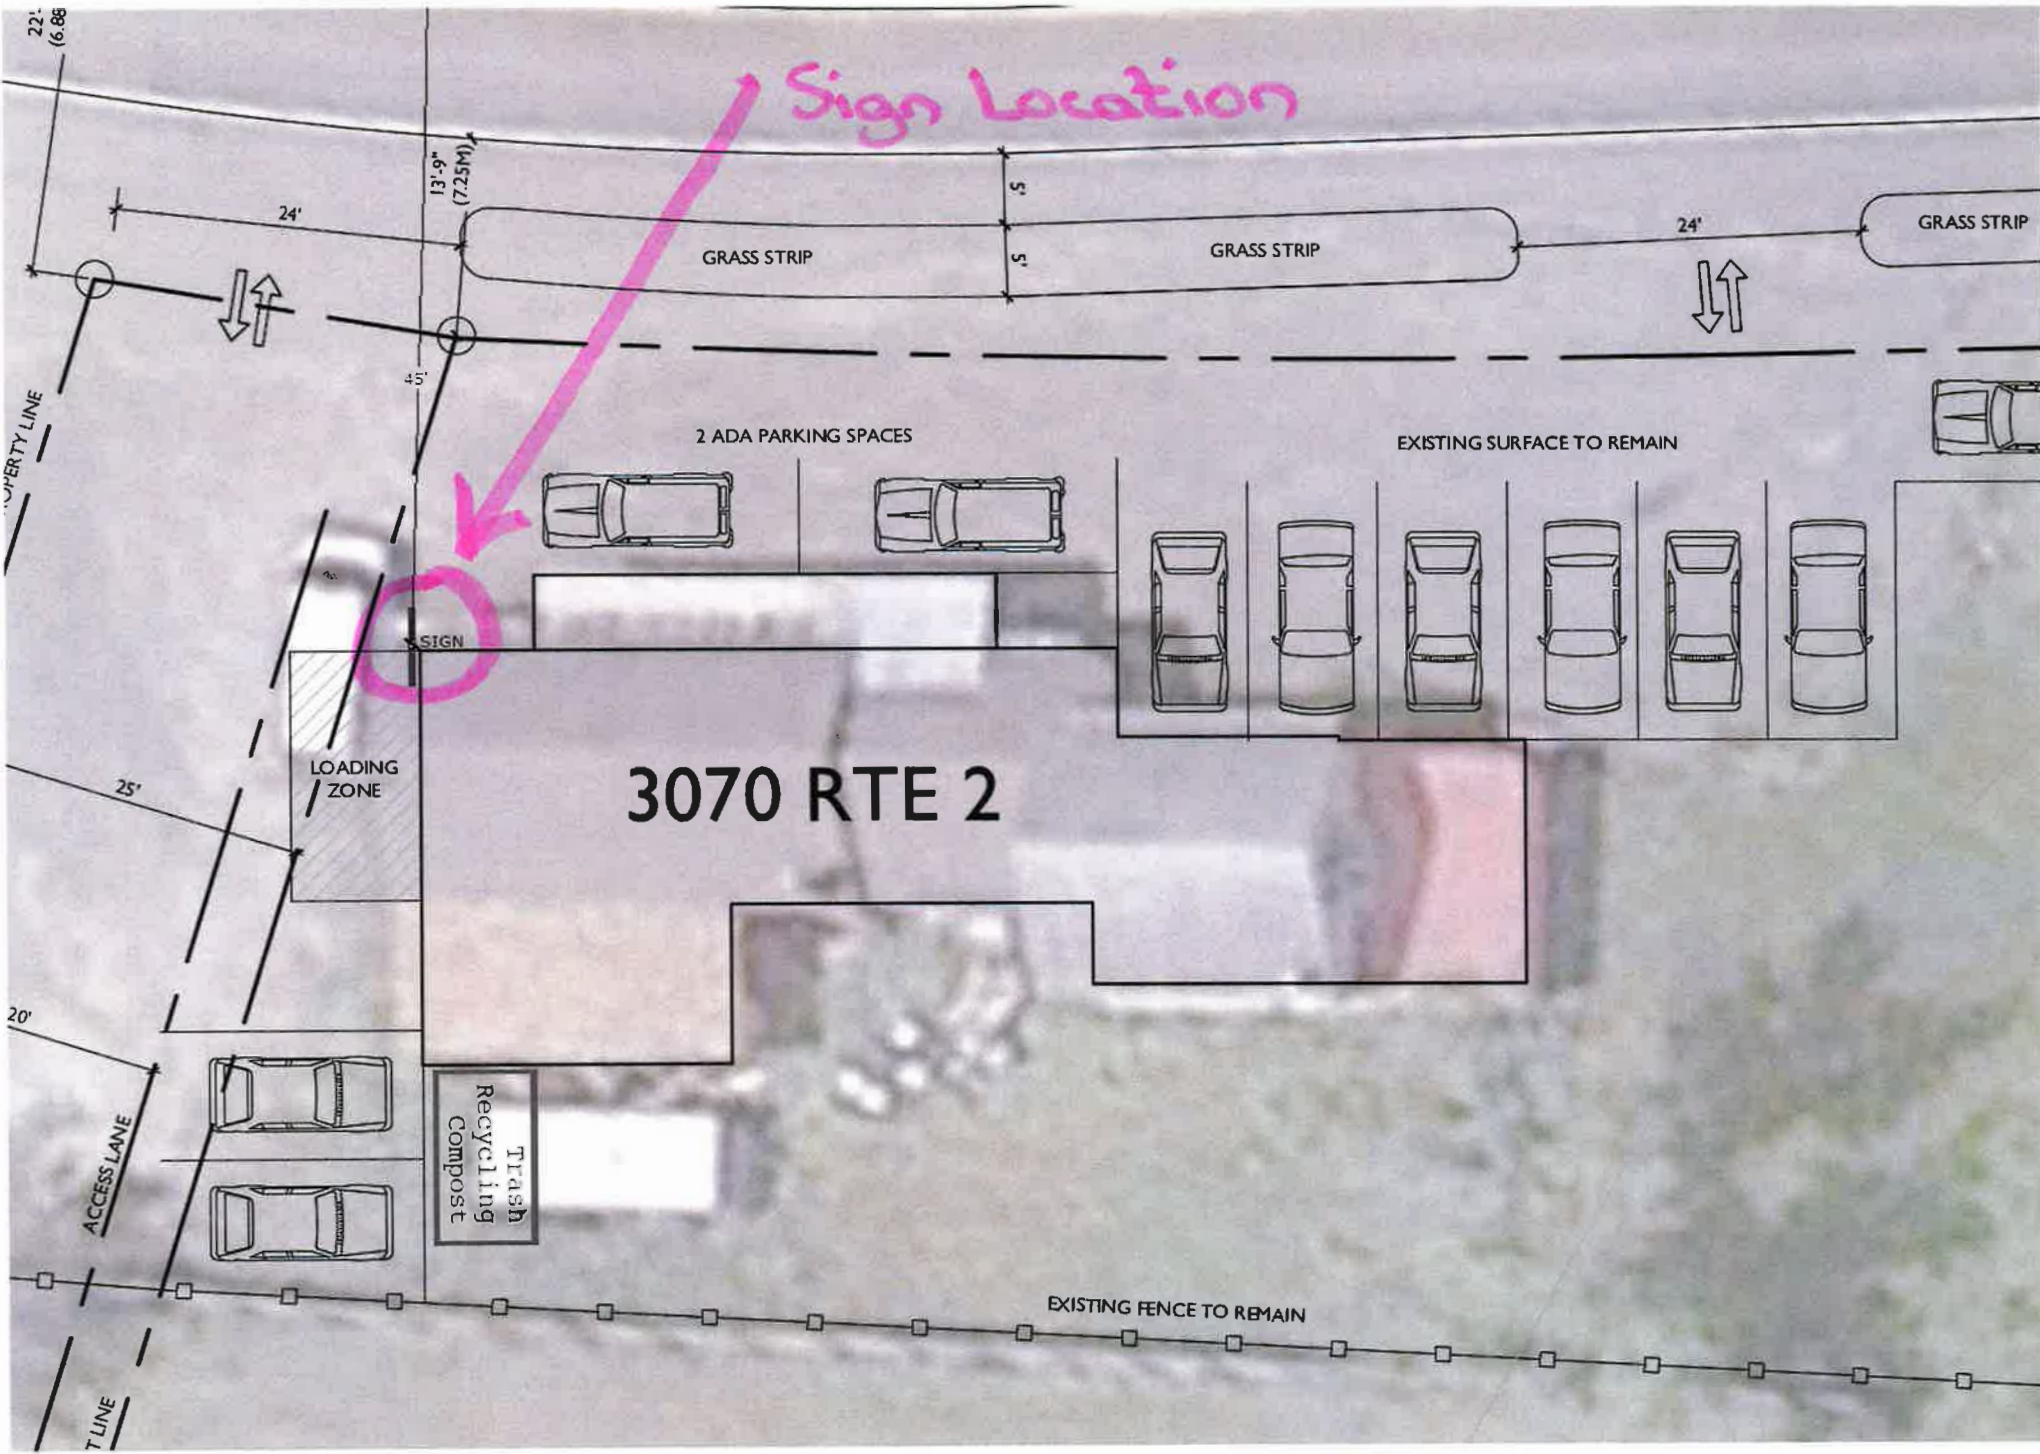 22'-
(6.88
Sign Location
13'-9"
(7.25M)
5'
24'
GRASS STRIP
5'
GRASS STRIP
24'
GRASS STRIP
45'
OPERTY LINE
2 ADA PARKING SPACES
EXISTING SURFACE TO REMAIN
SIGN
LOADING
ZONE
25'
3070 RTE 2
20'
ACCESS LANE
Trash
Recycling
Compost
EXISTING FENCE TO REMAIN
T LINE